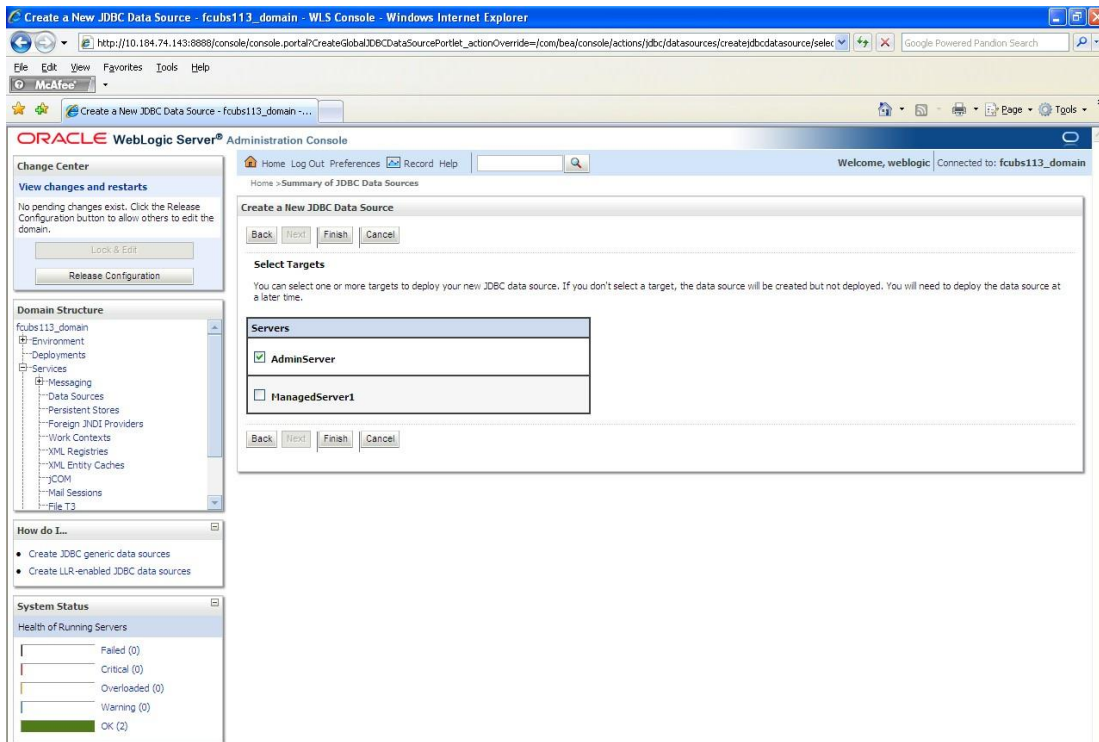 Create a New JDBC Data Source - fcubs113_domain - WLS Console - Windows Internet Explorer
http://10.184.74.143:8888/console/console.portal?CreateGlobalJDBCDataSourcePortlet_actionOverride=/com/bea/console/actions/jdbc/datasources/createjdbcdatasource/selec
Google Powered Pandion Search
File Edit View Favorites Tools Help
McAfee
Create a New JDBC Data Source - fcubs113_domain -...
Page Tools
ORACLE WebLogic Server® Administration Console
Change Center
View changes and restarts
No pending changes exist. Click the Release
Configuration button to allow others to edit the
domain.
Lock & Edit
Release Configuration
Domain Structure
fcubs113_domain
Environment
Deployments
Services
Messaging
Data Sources
Persistent Stores
Foreign JNDI Providers
Work Contexts
XML Registries
XML Entity Caches
jCOM
Mail Sessions
File T3
How do I...
Create JDBC generic data sources
Create LLR-enabled JDBC data sources
System Status
Health of Running Servers
Failed (0)
Critical (0)
Overloaded (0)
Warning (0)
OK (2)
Home Log Out Preferences Record Help
Welcome, weblogic Connected to: fcubs113_domain
Home >Summary of JDBC Data Sources
Create a New JDBC Data Source
Back Next Finish Cancel
Select Targets
You can select one or more targets to deploy your new JDBC data source. If you don't select a target, the data source will be created but not deployed. You will need to deploy the data source at
a later time.
Servers
AdminServer
ManagedServer1
Back Next Finish Cancel